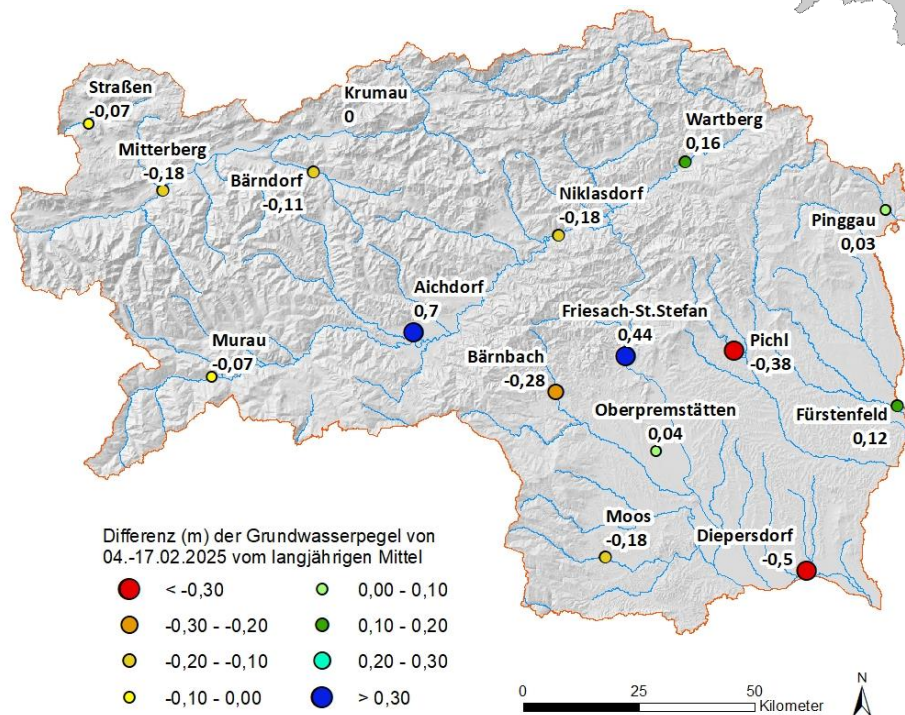 Straßen
-0,07
Krumau
0
Wartberg
0,16
Mitterberg
-0,18
Bärndorf
-0,11
Niklasdorf
-0,18
Pinggau
0,03
Aichdorf
0,7
Friesach-St.Stefan
0,44
Murau
-0,07
Pichl
-0,38
Bärnbach
-0,28
Oberpremstätten
0,04
Fürstenfeld
0,12
Moos
-0,18
Diepersdorf
-0,5
Differenz (m) der Grundwasserpegel von
04.-17.02.2025 vom langjährigen Mittel
< -0,30
-0,30 - -0,20
-0,20 - -0,10
-0,10 - 0,00
0,00 - 0,10
0,10 - 0,20
0,20 - 0,30
> 0,30
0 25 50
Kilometer
N